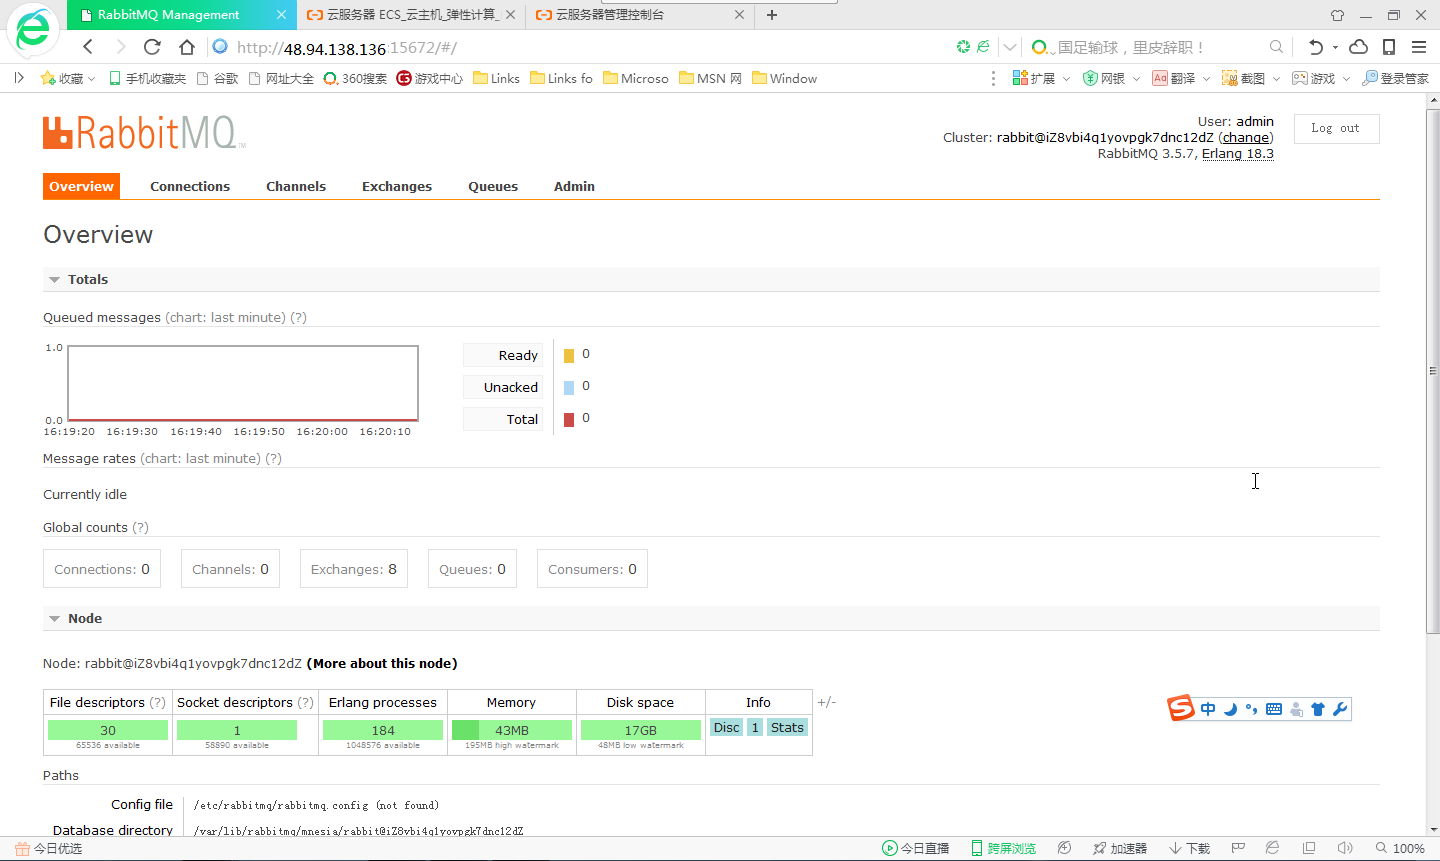 RabbitMQ Management
云服务器 ECS_云主机_弹性计算_
云服务器管理控制台
http://48.94.138.136:15672/#/
国足输球，里皮辞职！
收藏
手机收藏夹
谷歌
网址大全
360搜索
游戏中心
Links
Links fo
Microso
MSN 网
Window
扩展
网银
翻译
截图
游戏
登录管家
RabbitMQ TM
User: admin
Cluster: rabbit@iZ8vbi4q1yovpgk7dnc12dZ (change)
RabbitMQ 3.5.7, Erlang 18.3
Log out
Overview Connections Channels Exchanges Queues Admin
Overview
Totals
Queued messages (chart: last minute) (?)
1.0
0.0
16:19:20 16:19:30 16:19:40 16:19:50 16:20:00 16:20:10
Ready 0
Unacked 0
Total 0
Message rates (chart: last minute) (?)
Currently idle
Global counts (?)
Connections: 0 Channels: 0 Exchanges: 8 Queues: 0 Consumers: 0
Node
Node: rabbit@iZ8vbi4q1yovpgk7dnc12dZ (More about this node)
File descriptors (?) Socket descriptors (?) Erlang processes Memory Disk space Info +/-
30 1 184 43MB 17GB Disc 1 Stats
65536 available 58890 available 1048576 available 195MB high watermark 48MB low watermark
中
Paths
Config file /etc/rabbitmq/rabbitmq.config (not found)
Database directory /var/lib/rabbitmq/mnesia/rabbit@iZ8vbi4q1yovpgk7dnc12dZ
今日优选
今日直播
跨屏浏览
加速器
下载
100%